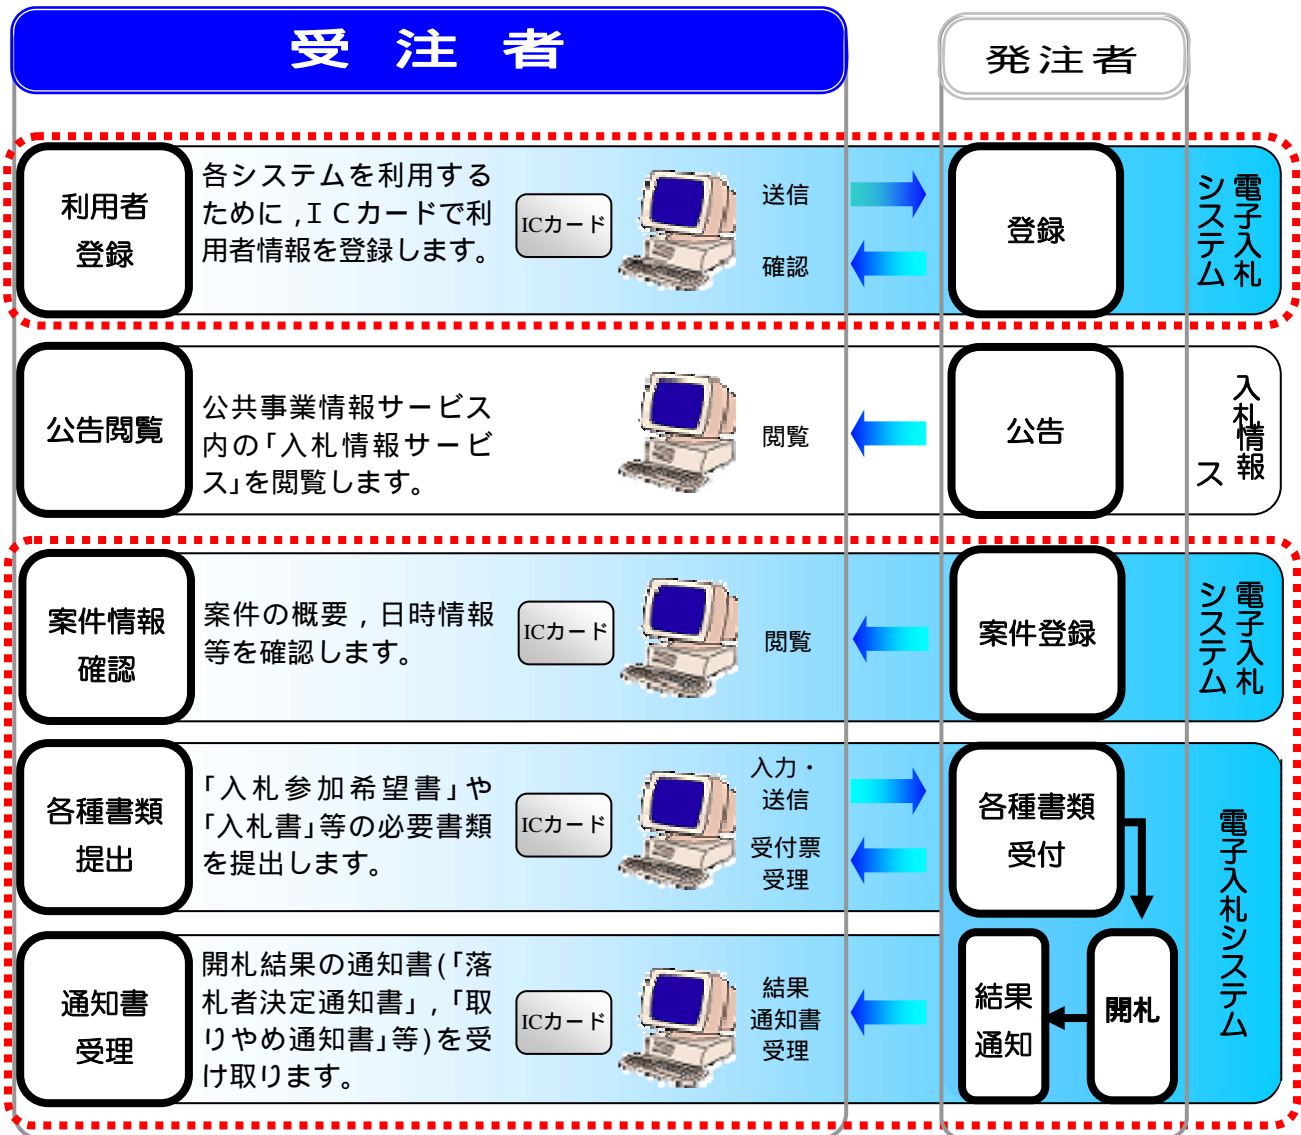 受 注 者
発注者
利用者
登録
各システムを利用する
ために,ＩＣカードで利
用者情報を登録します。
ICカード
送信
確認
登録
電子入札
システム
公告閲覧
公共事業情報サービス
内の「入札情報サービ
ス」を閲覧します。
閲覧
公告
入札情報
ス
案件情報
確認
案件の概要,日時情報
等を確認します。
ICカード
閲覧
案件登録
電子入札
システム
各種書類
提出
「入札参加希望書」や
「入札書」等の必要書類
を提出します。
ICカード
入力・
送信
受付票
受理
各種書類
受付
電子入札システム
通知書
受理
開札結果の通知書(「落
札者決定通知書」,「取
りやめ通知書」等)を受
け取ります。
ICカード
結果
通知書
受理
結果
通知
開札